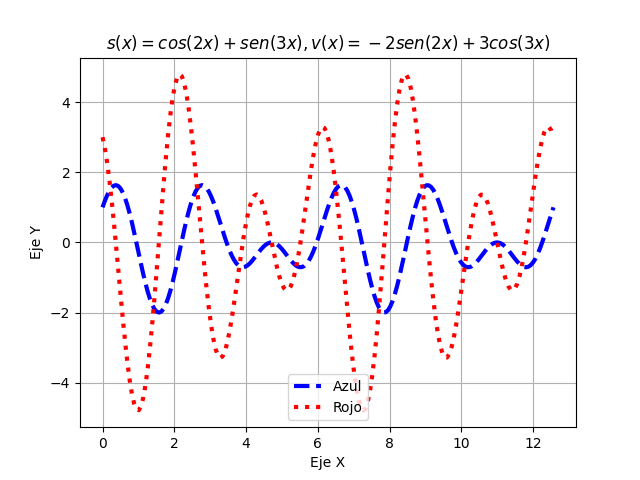 s(x) = cos(2x) + sen(3x), v(x) = −2sen(2x) + 3cos(3x)
Eje Y
4
2
0
−2
−4
Azul
Rojo
0 2 4 6 8 10 12
Eje X